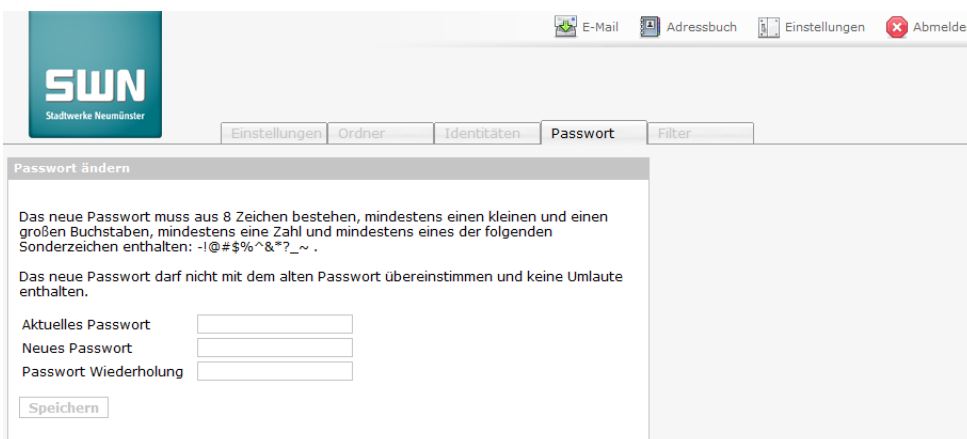 E-Mail Adressbuch Einstellungen Abmelde
SWN
Stadtwerke Neumünster
Einstellungen Ordner Identitäten Passwort Filter
Passwort ändern
Das neue Passwort muss aus 8 Zeichen bestehen, mindestens einen kleinen und einen
großen Buchstaben, mindestens eine Zahl und mindestens eines der folgenden
Sonderzeichen enthalten: -!@#$%^&*?_~ .
Das neue Passwort darf nicht mit dem alten Passwort übereinstimmen und keine Umlaute
enthalten.
Aktuelles Passwort
Neues Passwort
Passwort Wiederholung
Speichern